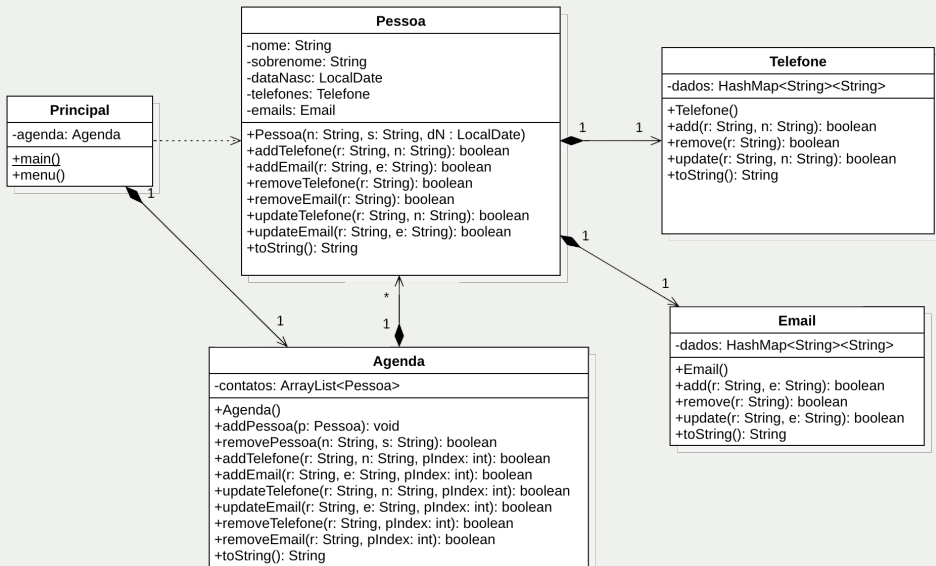 Pessoa
-nome: String
-sobrenome: String
-dataNasc: LocalDate
-telefones: Telefone
-emails: Email
+Pessoa(n: String, s: String, dN : LocalDate)
+addTelefone(r: String, n: String): boolean
+addEmail(r: String, e: String): boolean
+removeTelefone(r: String): boolean
+removeEmail(r: String): boolean
+updateTelefone(r: String, n: String): boolean
+updateEmail(r: String, e: String): boolean
+toString(): String
Telefone
-dados: HashMap<String><String>
+Telefone()
+add(r: String, n: String): boolean
+remove(r: String): boolean
+update(r: String, n: String): boolean
+toString(): String
Principal
-agenda: Agenda
+main()
+menu()
1
1
1
1
1
1
*
1
Email
-dados: HashMap<String><String>
+Email()
+add(r: String, e: String): boolean
+remove(r: String): boolean
+update(r: String, e: String): boolean
+toString(): String
Agenda
-contatos: ArrayList<Pessoa>
+Agenda()
+addPessoa(p: Pessoa): void
+removePessoa(n: String, s: String): boolean
+addTelefone(r: String, n: String, pIndex: int): boolean
+addEmail(r: String, e: String, pIndex: int): boolean
+updateTelefone(r: String, n: String, pIndex: int): boolean
+updateEmail(r: String, e: String, pIndex: int): boolean
+removeTelefone(r: String, pIndex: int): boolean
+removeEmail(r: String, pIndex: int): boolean
+toString(): String